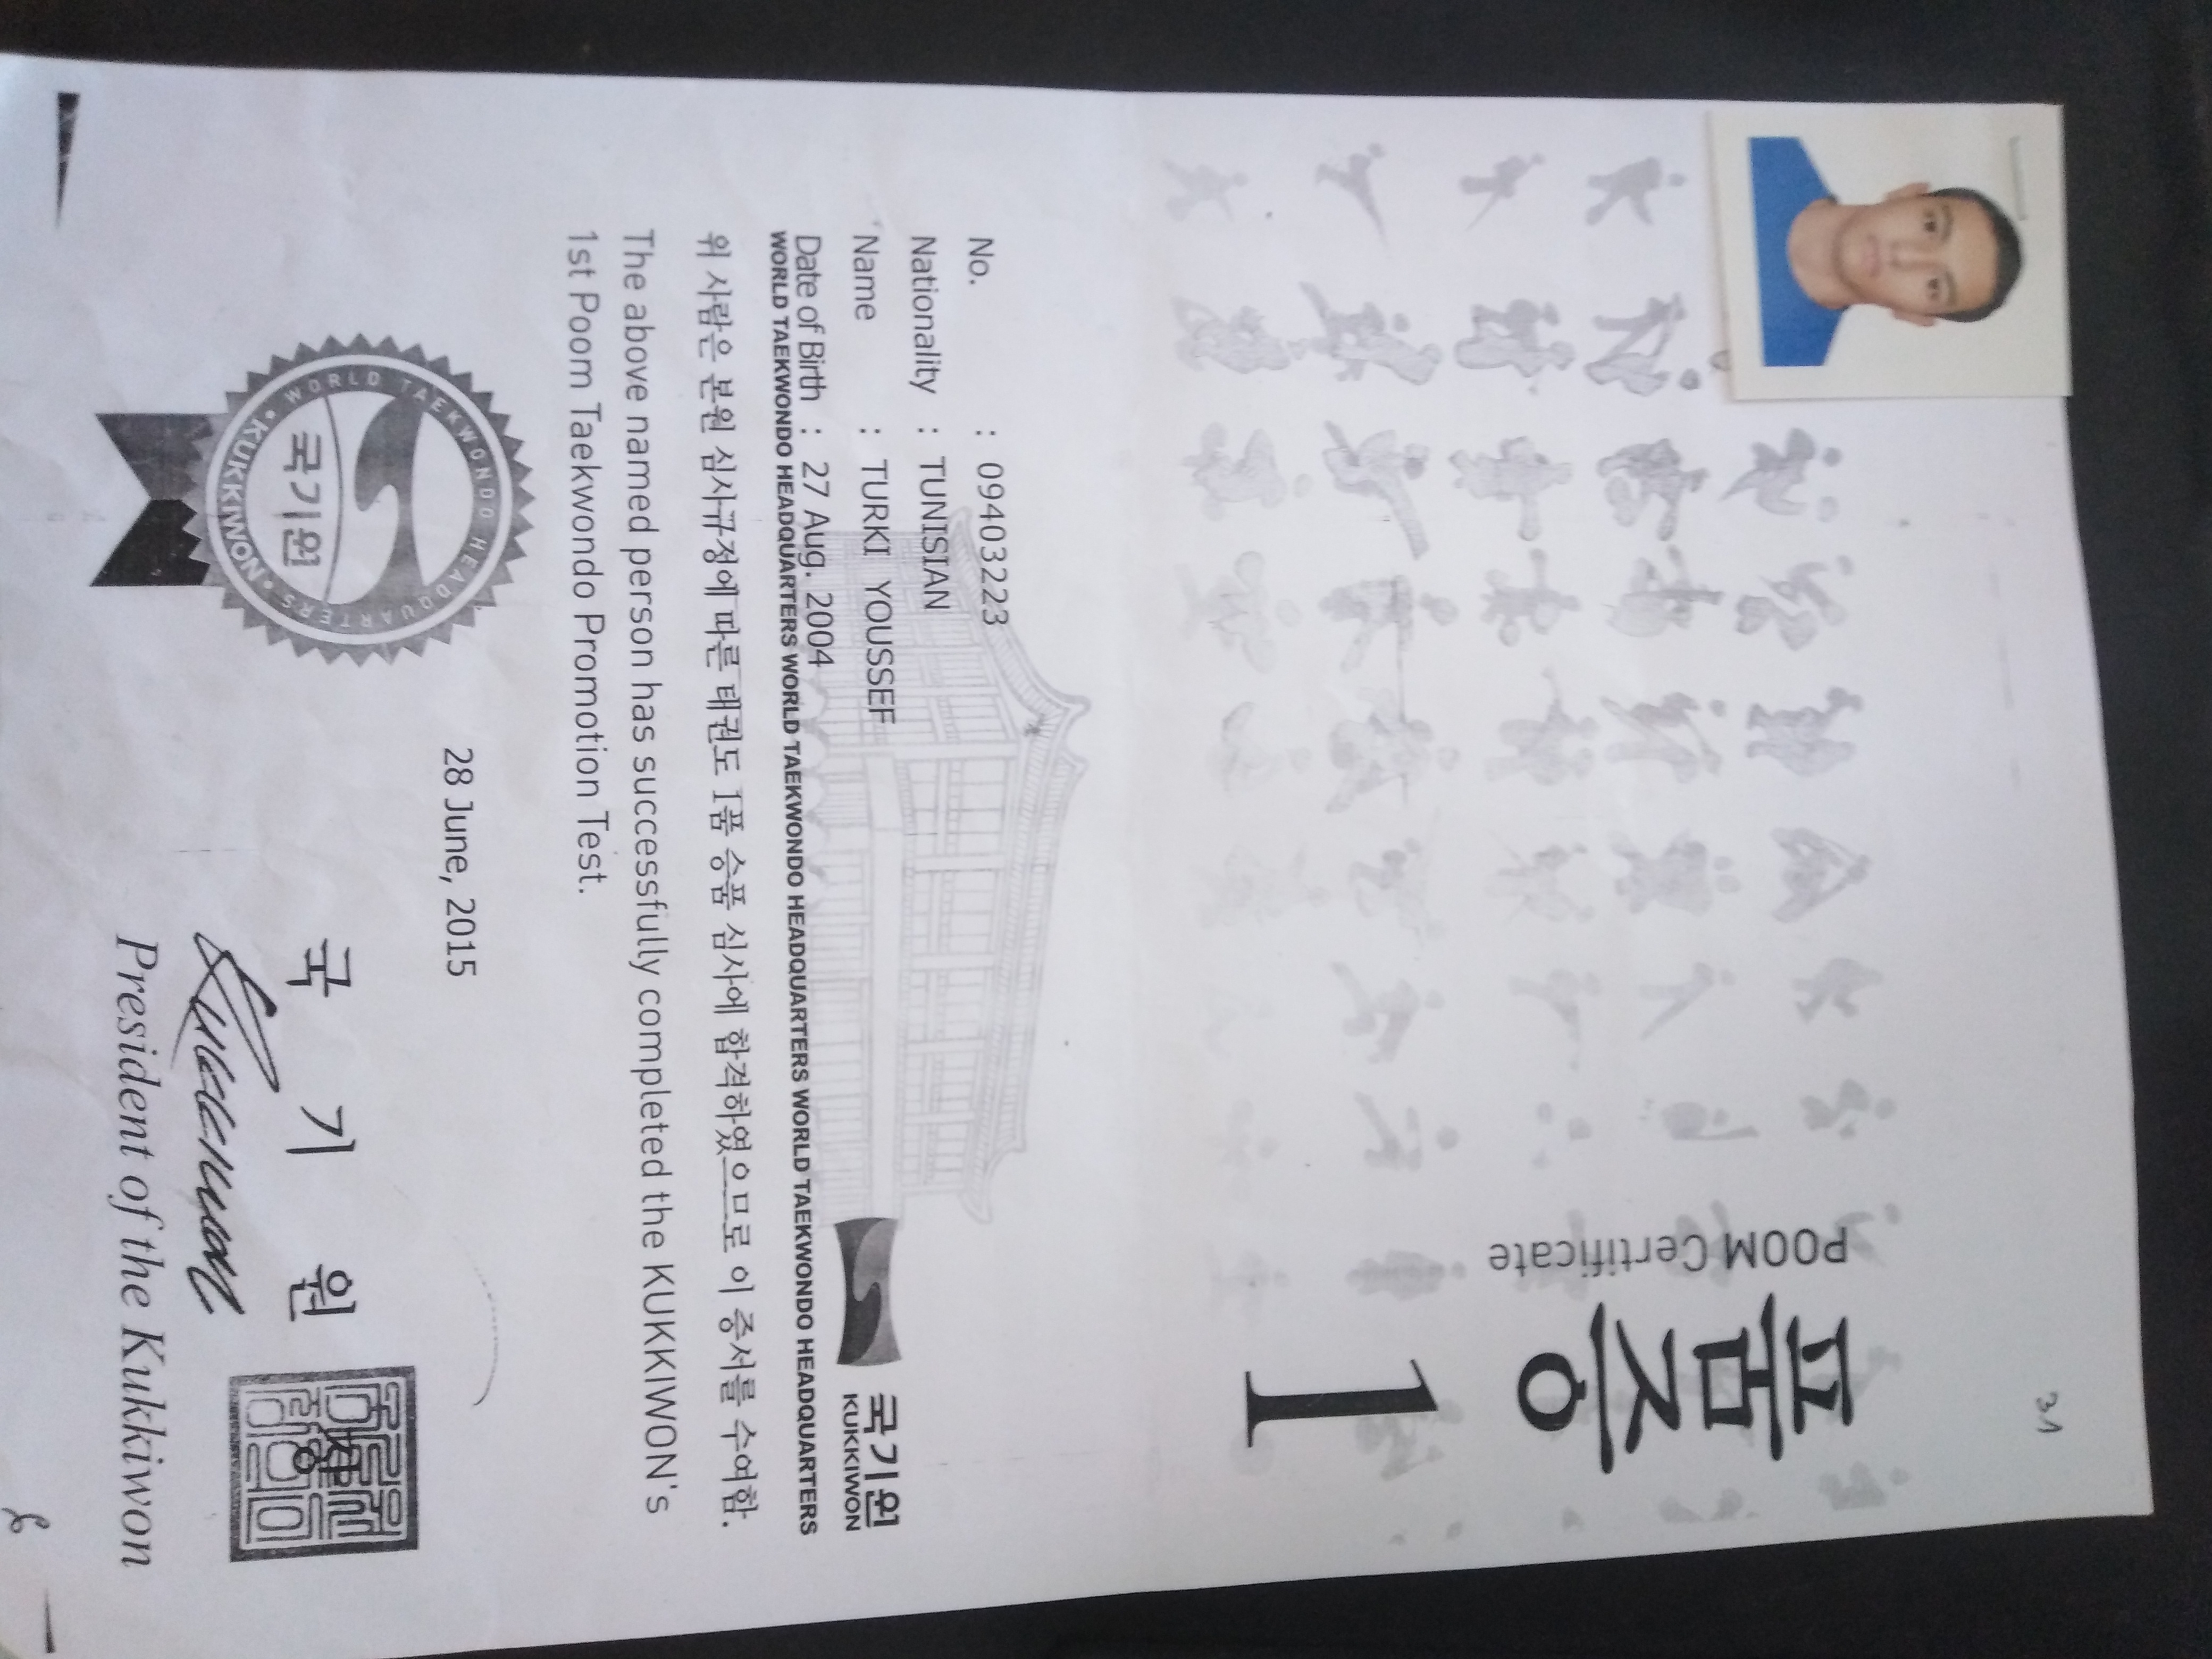 31
POOM Certificate
품증
1
No. : 09403223
Nationality : TUNISIAN
Name : TURKI YOUSSEF
Date of Birth : 27 Aug. 2004
국기원
KUKKIWON
WORLD TAEKWONDO HEADQUARTERS WORLD TAEKWONDO HEADQUARTERS WORLD TAEKWONDO HEADQUARTERS WORLD TAEKWONDO HEADQUARTERS
위 사람은 본원 심사규정에 따른 태권도 1품 승품 심사에 합격하였으므로 이 증서를 수여함.
The above named person has successfully completed the KUKKIWON's
1st Poom Taekwondo Promotion Test.
28 June, 2015
WORLD TAEKWONDO HEADQUARTERS
국기원
KUKKIWON
국 기 원
President of the Kukkiwon